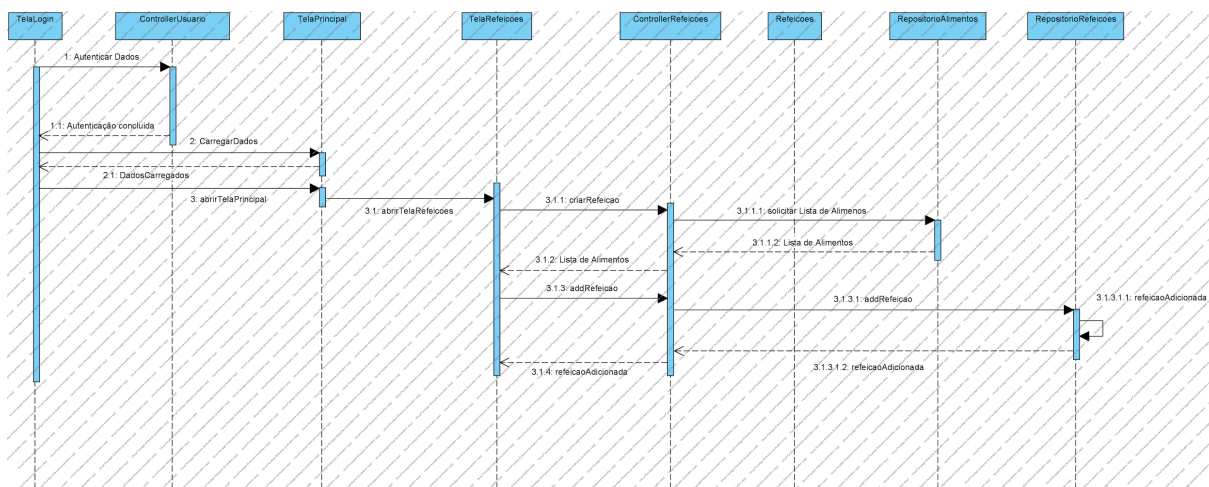 TelaLogin
ControllerUsuario
TelaPrincipal
TelaRefeicoes
ControllerRefeicoes
Refeicoes
RepositorioAlimentos
RepositorioRefeicoes
1: Autenticar Dados
1.1: Autenticação concluida
2: CarregarDados
2.1: DadosCarregados
3: abrirTelaPrincipal
3.1: abrirTelaRefeicoes
3.1.1: criarRefeicao
3.1.1.1: solicitar Lista de Alimenos
3.1.1.2: Lista de Alimentos
3.1.2: Lista de Alimentos
3.1.3: addRefeicao
3.1.3.1: addRefeicao
3.1.3.1.1: refeicaoAdicionada
3.1.3.1.2: refeicaoAdicionada
3.1.4: refeicaoAdicionada